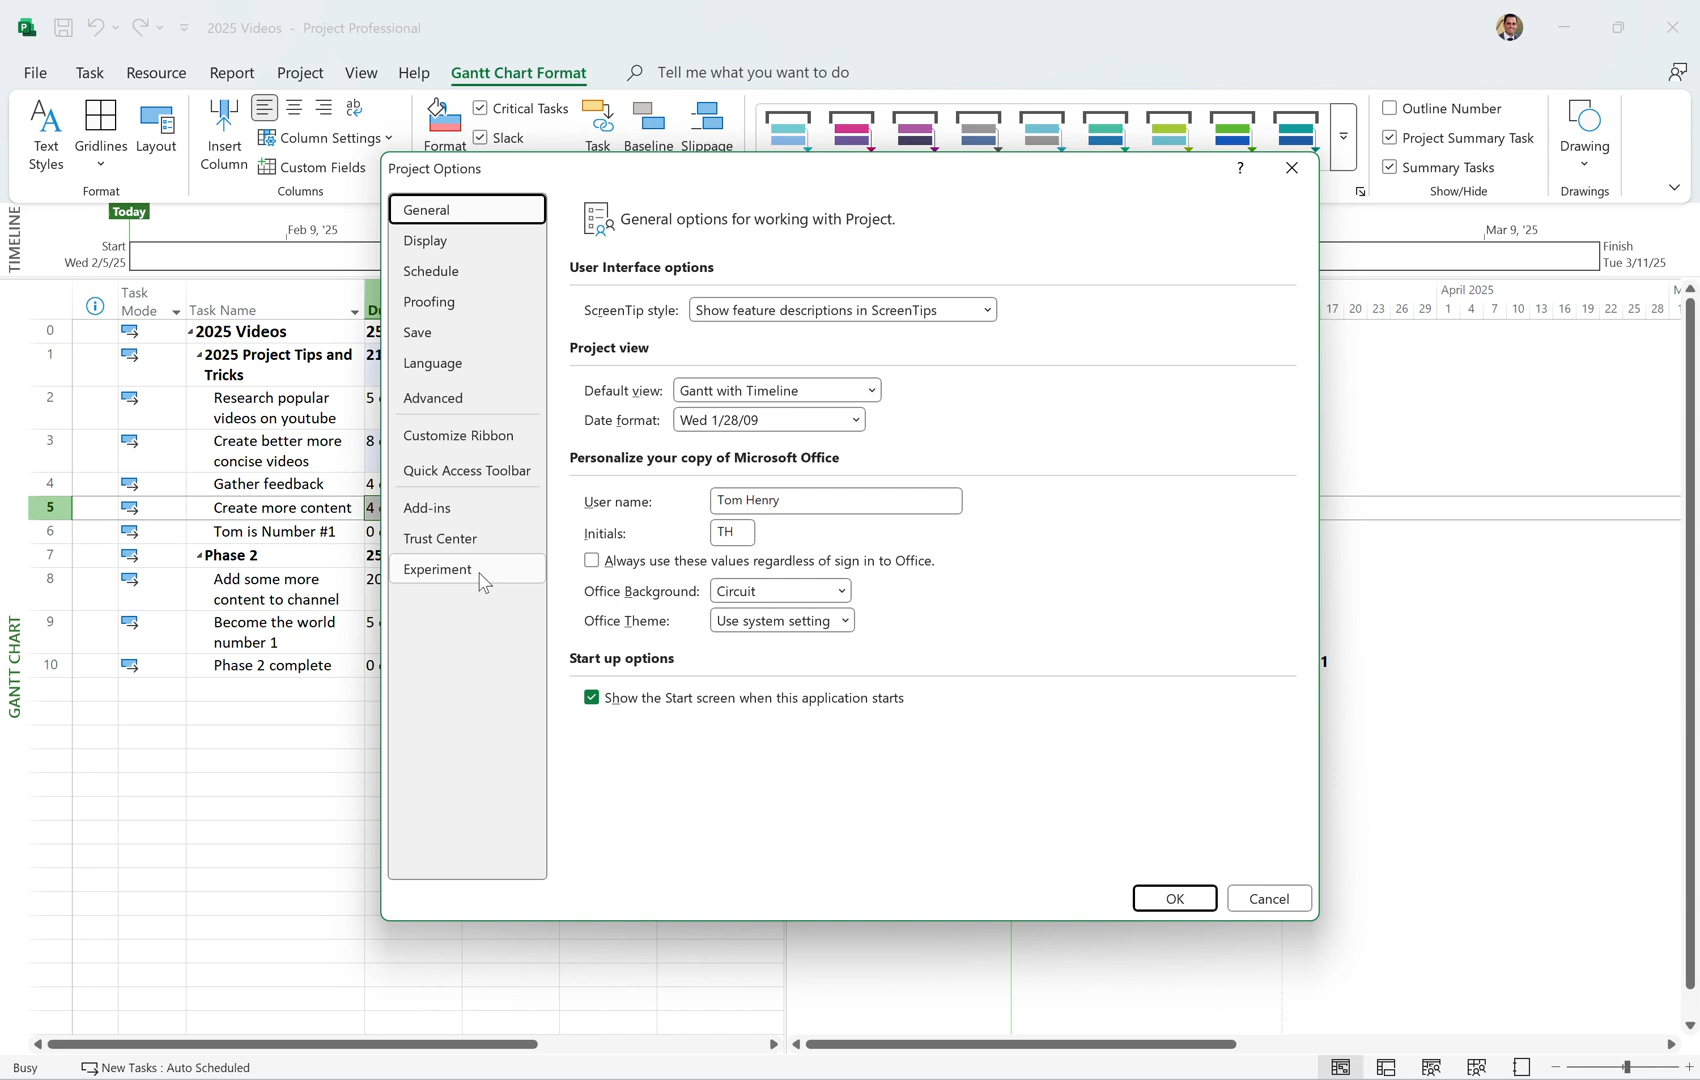 2025 Videos - Project Professional
File Task Resource Report Project View Help Gantt Chart Format Tell me what you want to do
Text Styles
Gridlines
Layout
Format
Insert Column
Column Settings
Custom Fields
Columns
Format
Critical Tasks
Slack
Task
Baseline
Slippage
Outline Number
Project Summary Task
Summary Tasks
Show/Hide
Drawing
Drawings
TIMELINE
Today
Start
Wed 2/5/25
Feb 9, '25
Mar 9, '25
Finish
Tue 3/11/25
Task Mode
Task Name
0 2025 Videos 25
1 2025 Project Tips and
Tricks 21
2 Research popular
videos on youtube 5
3 Create better more
concise videos 8
4 Gather feedback 4
5 Create more content 4
6 Tom is Number #1 0
7 Phase 2 25
8 Add some more
content to channel 20
9 Become the world
number 1 5
10 Phase 2 complete 0
GANTT CHART
April 2025
17 20 23 26 29 1 4 7 10 13 16 19 22 25 28
1
Project Options
?
General
Display
Schedule
Proofing
Save
Language
Advanced
Customize Ribbon
Quick Access Toolbar
Add-ins
Trust Center
Experiment
General options for working with Project.
User Interface options
ScreenTip style: Show feature descriptions in ScreenTips
Project view
Default view: Gantt with Timeline
Date format: Wed 1/28/09
Personalize your copy of Microsoft Office
User name: Tom Henry
Initials: TH
Always use these values regardless of sign in to Office.
Office Background: Circuit
Office Theme: Use system setting
Start up options
Show the Start screen when this application starts
OK
Cancel
Busy
New Tasks : Auto Scheduled